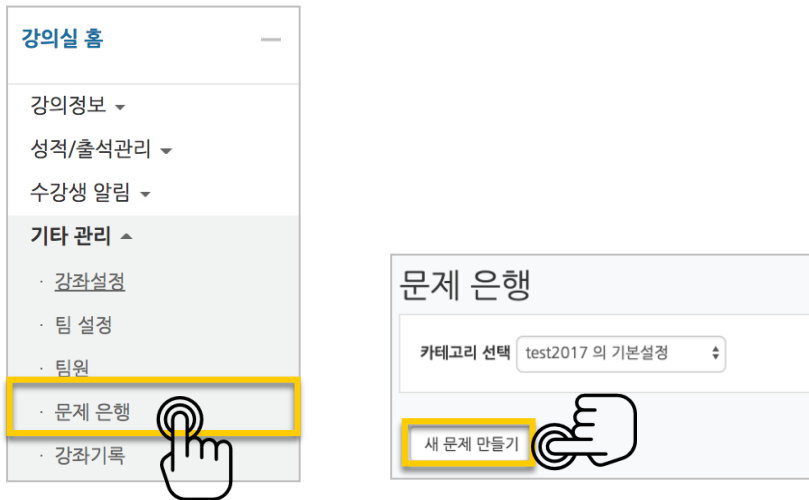 강의실 홈
강의정보
성적/출석관리
수강생 알림
기타 관리
· 강좌설정
· 팀 설정
· 팀원
· 문제 은행
· 강좌기록
문제 은행
카테고리 선택 test2017 의 기본설정
새 문제 만들기